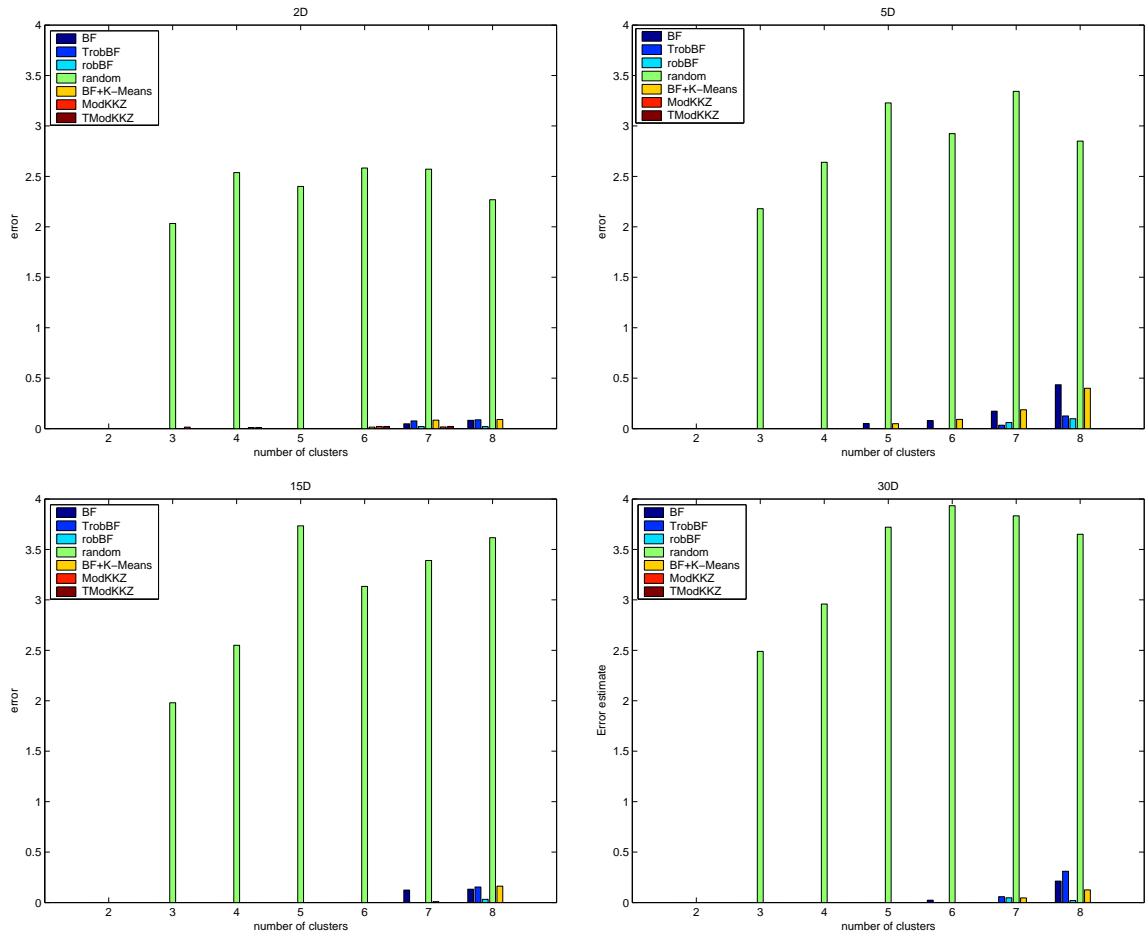 2D
4
3.5
3
2.5
2
1.5
1
0.5
0
error
BF
TrobBF
robBF
random
BF+K−Means
ModKKZ
TModKKZ
2 3 4 5 6 7 8
number of clusters
5D
4
3.5
3
2.5
2
1.5
1
0.5
0
error
BF
TrobBF
robBF
random
BF+K−Means
ModKKZ
TModKKZ
2 3 4 5 6 7 8
number of clusters
15D
4
3.5
3
2.5
2
1.5
1
0.5
0
error
BF
TrobBF
robBF
random
BF+K−Means
ModKKZ
TModKKZ
2 3 4 5 6 7 8
number of clusters
30D
4
3.5
3
2.5
2
1.5
1
0.5
0
Error estimate
BF
TrobBF
robBF
random
BF+K−Means
ModKKZ
TModKKZ
2 3 4 5 6 7 8
number of clusters